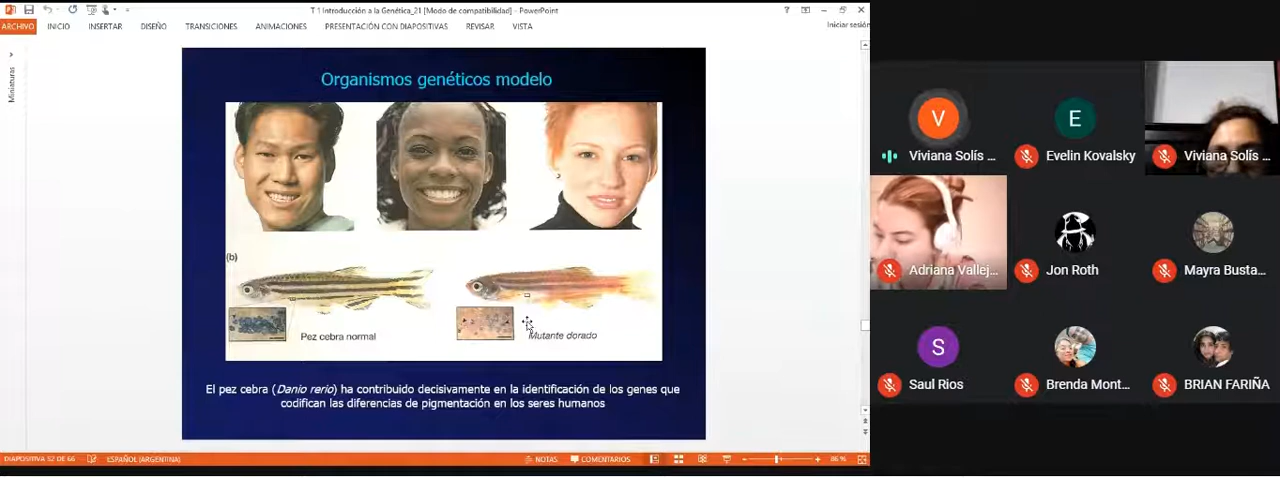 T 1 Introducción a la Genética_21 [Modo de compatibilidad] - PowerPoint
ARCHIVO INICIO INSERTAR DISEÑO TRANSICIONES ANIMACIONES PRESENTACIÓN CON DIAPOSITIVAS REVISAR VISTA Iniciar sesión
Miniaturas
Organismos genéticos modelo
(b)
Pez cebra normal
Mutante dorado
El pez cebra (Danio rerio) ha contribuido decisivamente en la identificación de los genes que
codifican las diferencias de pigmentación en los seres humanos
DIAPOSITIVA 52 DE 66 ESPAÑOL (ARGENTINA) NOTAS COMENTARIOS 86 %
V
E
Viviana Solís ...
Evelin Kovalsky
Viviana Solís ...
Adriana Vallej...
Jon Roth
Mayra Busta...
S
Saul Rios
Brenda Mont...
BRIAN FARIÑA